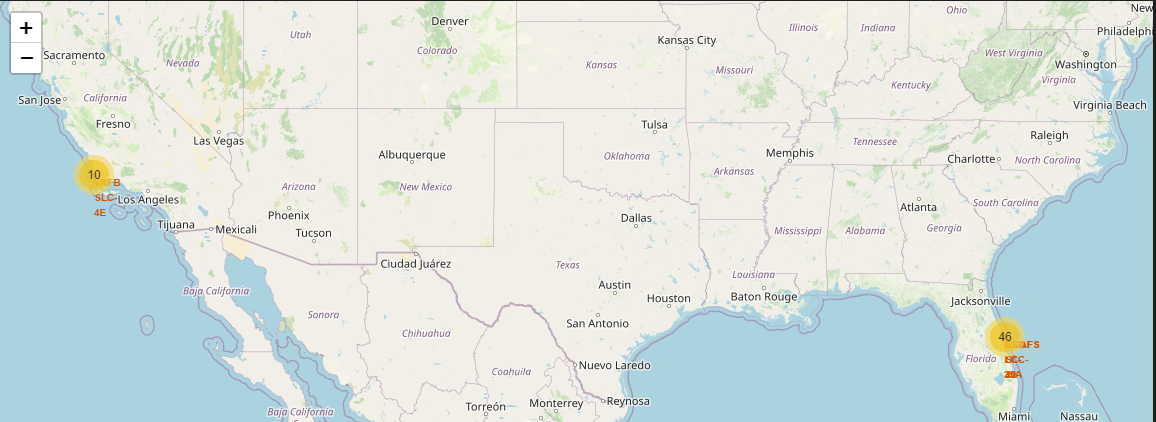 +
−
Denver
Utah
Colorado
Nevada
Sacramento
San Jose
California
Fresno
Las Vegas
Kansas City
Kansas
Missouri
Illinois
Indiana
Ohio
West Virginia
Virginia
Kentucky
New
Philadelphi
Washington
Virginia Beach
Raleigh
Charlotte
North Carolina
Tulsa
Oklahoma
Albuquerque
New Mexico
Arizona
Memphis
Tennessee
Arkansas
10
SLC-
4E
Los Angeles
Tijuana
Mexicali
Phoenix
Tucson
Dallas
Atlanta
South Carolina
Mississippi
Alabama
Georgia
Ciudad Juárez
Texas
Louisiana
Baja California
Sonora
Chihuahua
Austin
Houston
Baton Rouge
San Antonio
Jacksonville
46
Florida
Coahuila
Nuevo Laredo
Reynosa
Monterrey
Torreón
Baja California
Miami
Nassau